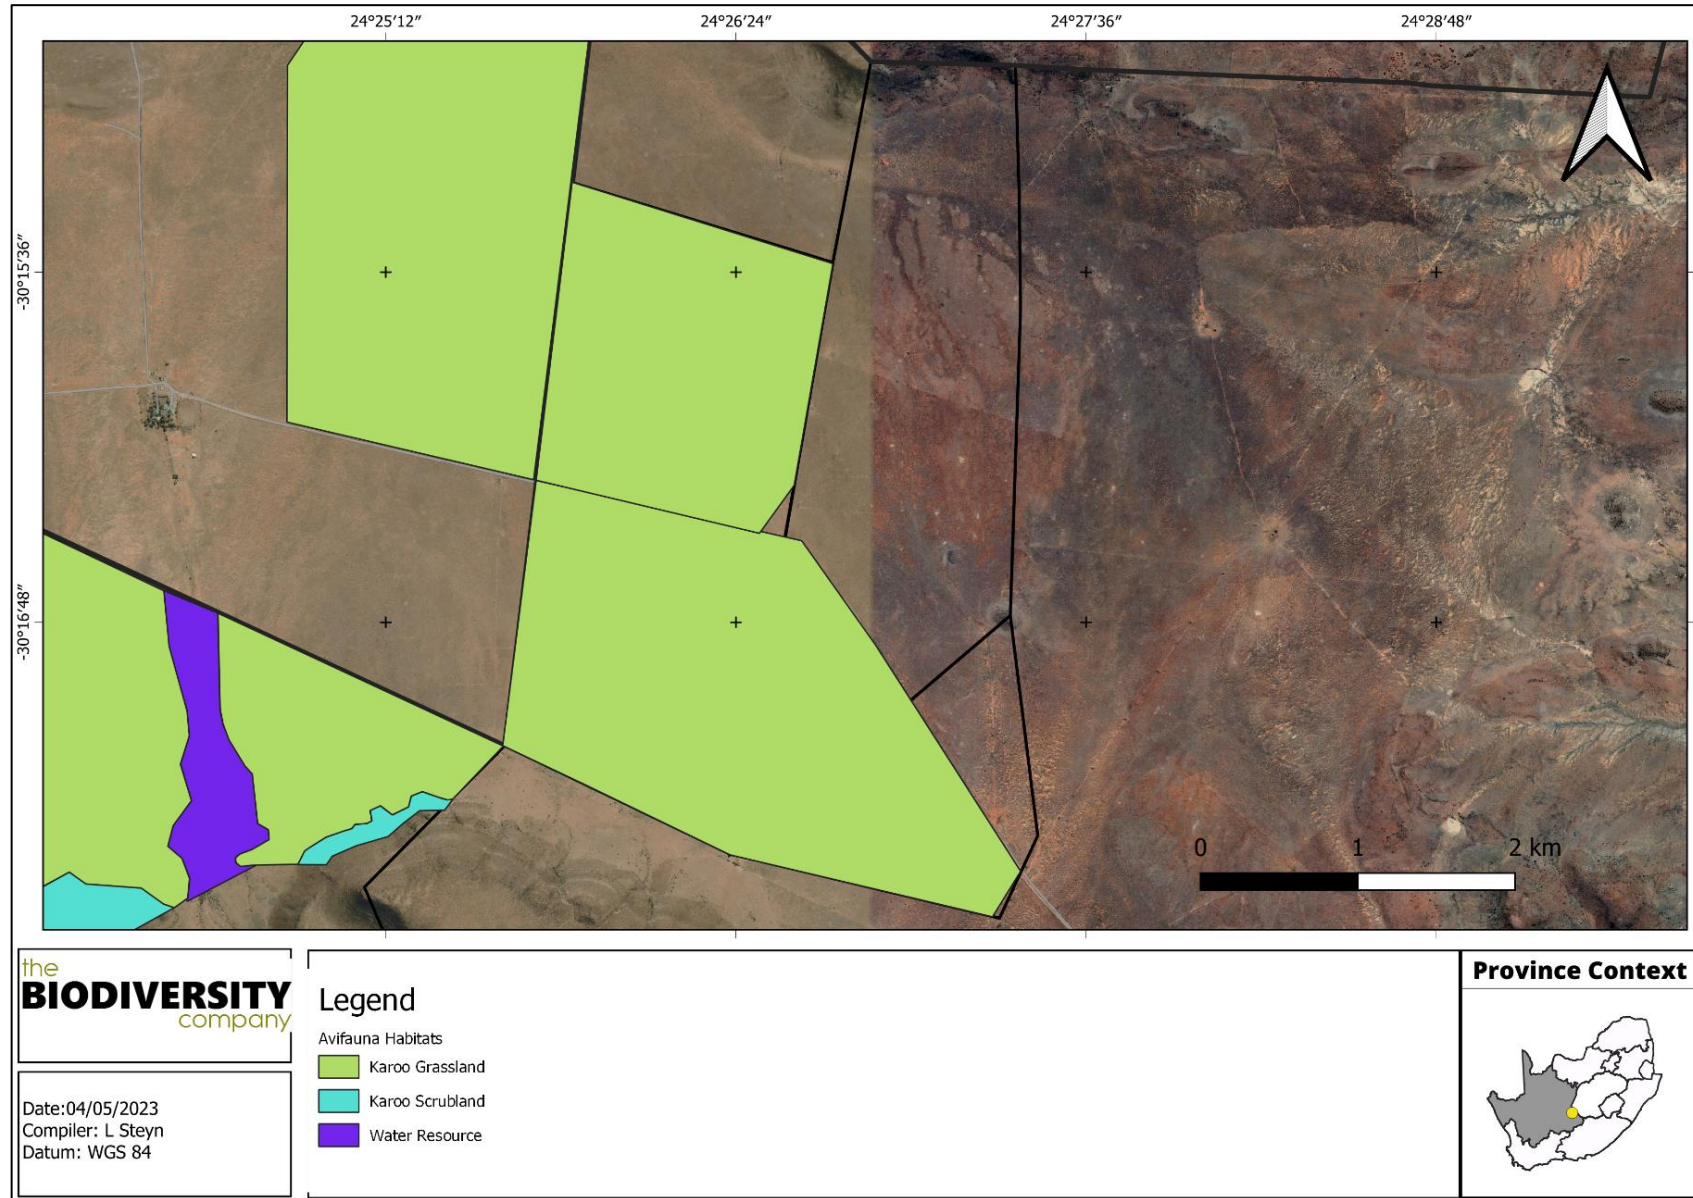 24°25′12″ 24°26′24″ 24°27′36″ 24°28′48″
-30°15′36″
-30°16′48″
0 1 2 km
the
BIODIVERSITY
company
Date:04/05/2023
Compiler: L Steyn
Datum: WGS 84
Legend
Avifauna Habitats
Karoo Grassland
Karoo Scrubland
Water Resource
Province Context